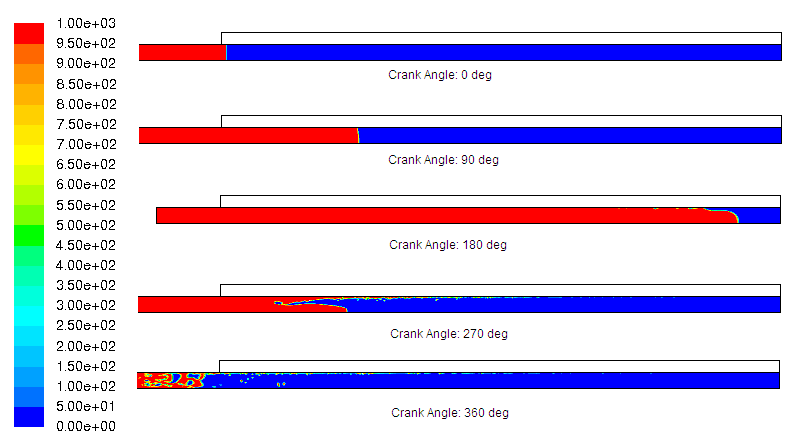 1.00e+03
9.50e+02
9.00e+02
8.50e+02
8.00e+02
7.50e+02
7.00e+02
6.50e+02
6.00e+02
5.50e+02
5.00e+02
4.50e+02
4.00e+02
3.50e+02
3.00e+02
2.50e+02
2.00e+02
1.50e+02
1.00e+02
5.00e+01
0.00e+00
Crank Angle: 0 deg
Crank Angle: 90 deg
Crank Angle: 180 deg
Crank Angle: 270 deg
Crank Angle: 360 deg